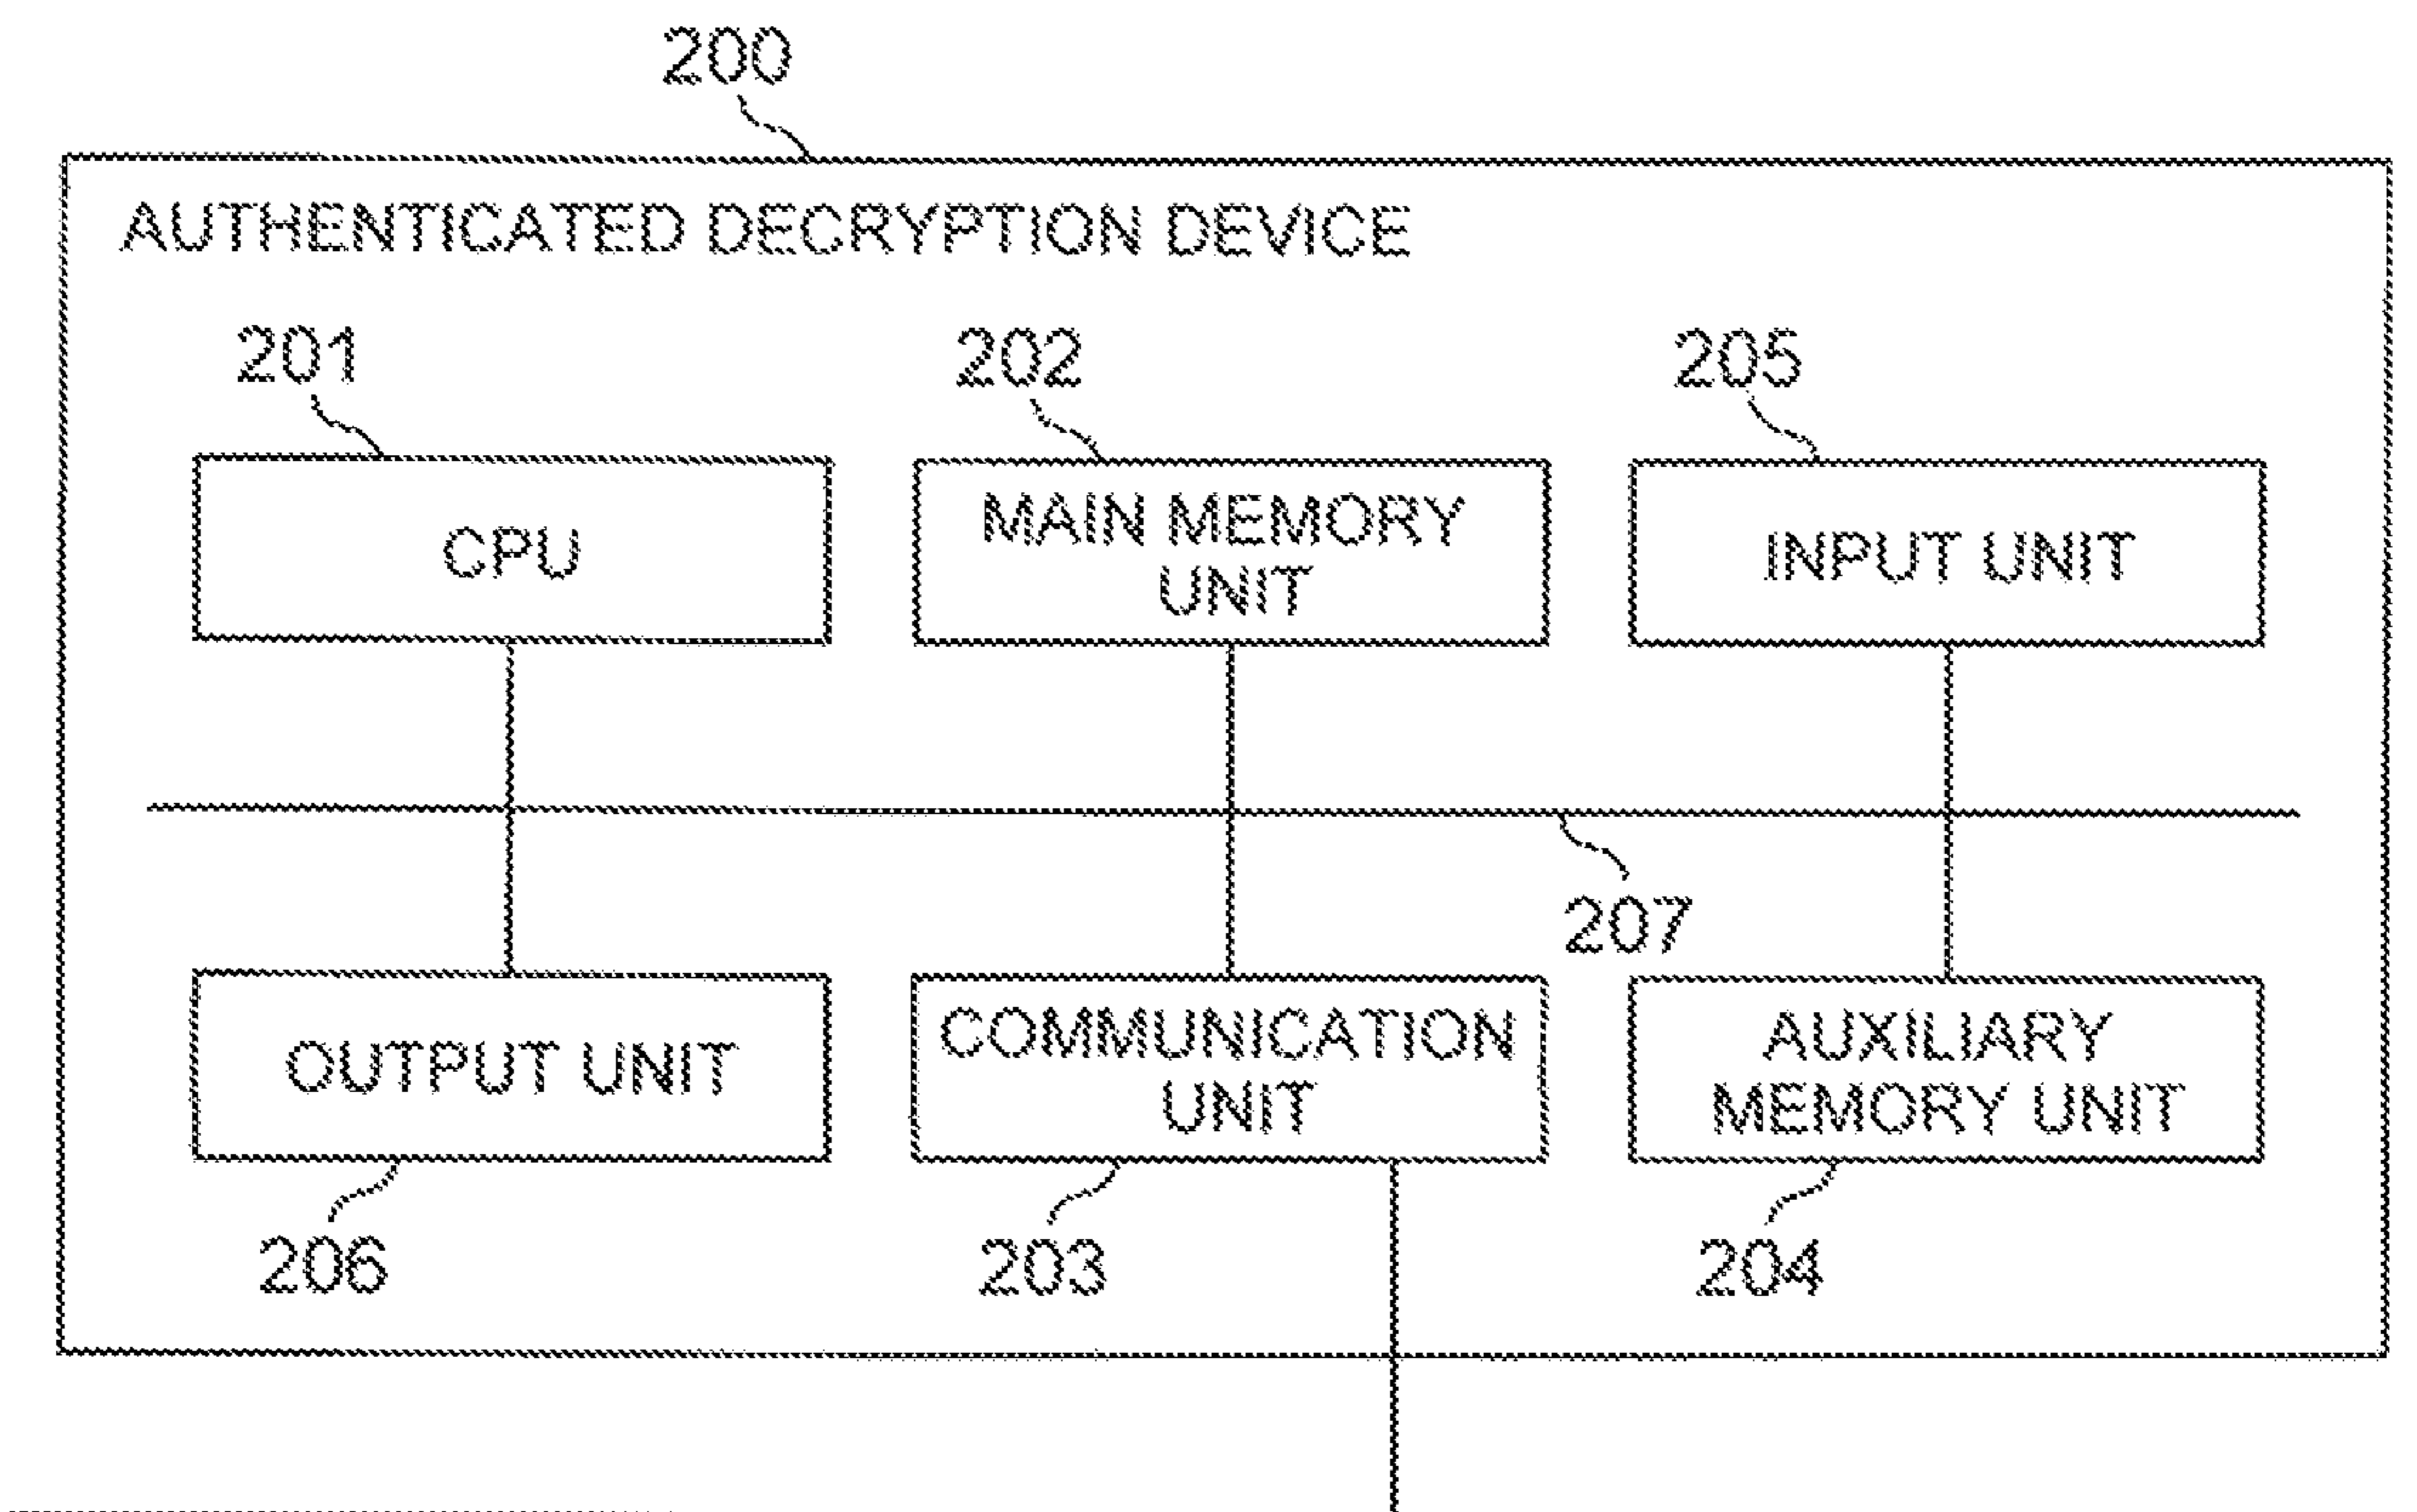 200
AUTHENTICATED DECRYPTION DEVICE
201
202
205
CPU
MAIN MEMORY
UNIT
INPUT UNIT
207
OUTPUT UNIT
COMMUNICATION
UNIT
AUXILIARY
MEMORY UNIT
206
203
204